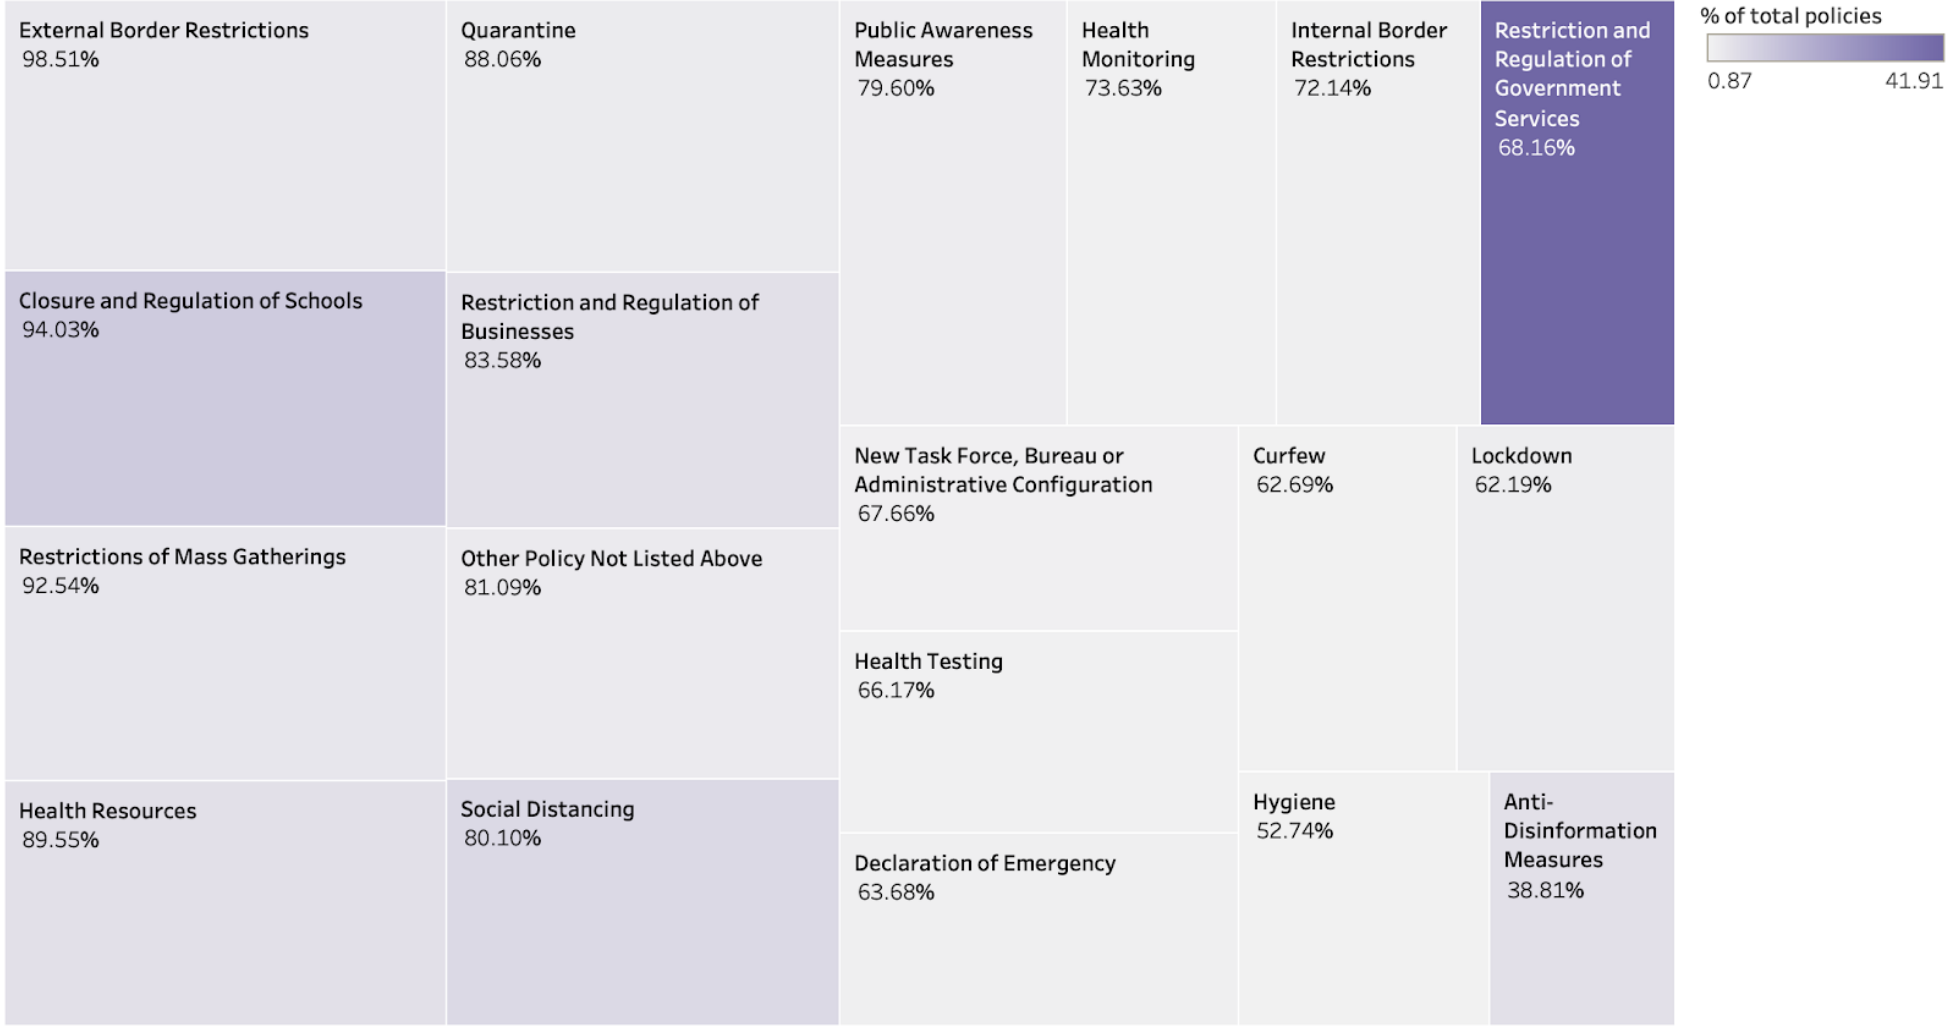 External Border Restrictions
98.51%
Quarantine
88.06%
Public Awareness
Measures
79.60%
Health
Monitoring
73.63%
Internal Border
Restrictions
72.14%
Restriction and
Regulation of
Government
Services
68.16%
% of total policies
0.87
41.91
Closure and Regulation of Schools
94.03%
Restriction and Regulation of
Businesses
83.58%
New Task Force, Bureau or
Administrative Configuration
67.66%
Curfew
62.69%
Lockdown
62.19%
Restrictions of Mass Gatherings
92.54%
Other Policy Not Listed Above
81.09%
Health Testing
66.17%
Health Resources
89.55%
Social Distancing
80.10%
Declaration of Emergency
63.68%
Hygiene
52.74%
Anti-
Disinformation
Measures
38.81%